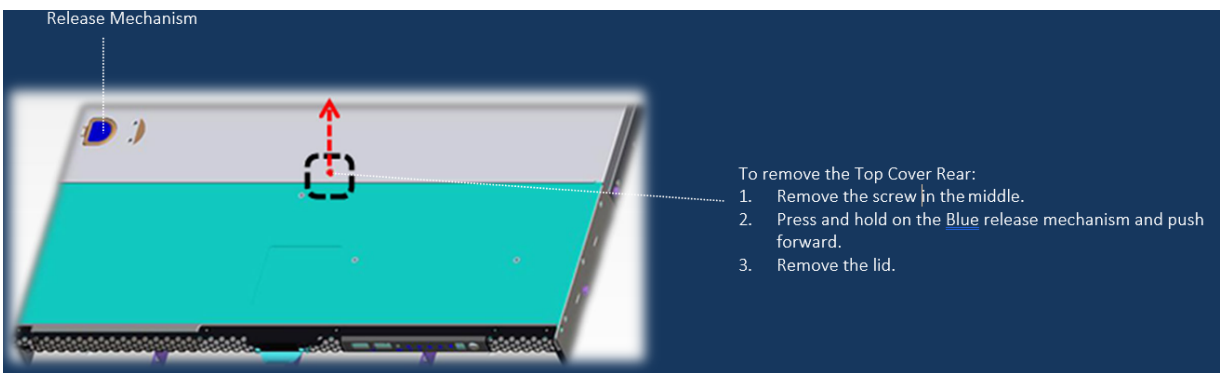 Release Mechanism
To remove the Top Cover Rear:
1. Remove the screw in the middle.
2. Press and hold on the Blue release mechanism and push
forward.
3. Remove the lid.